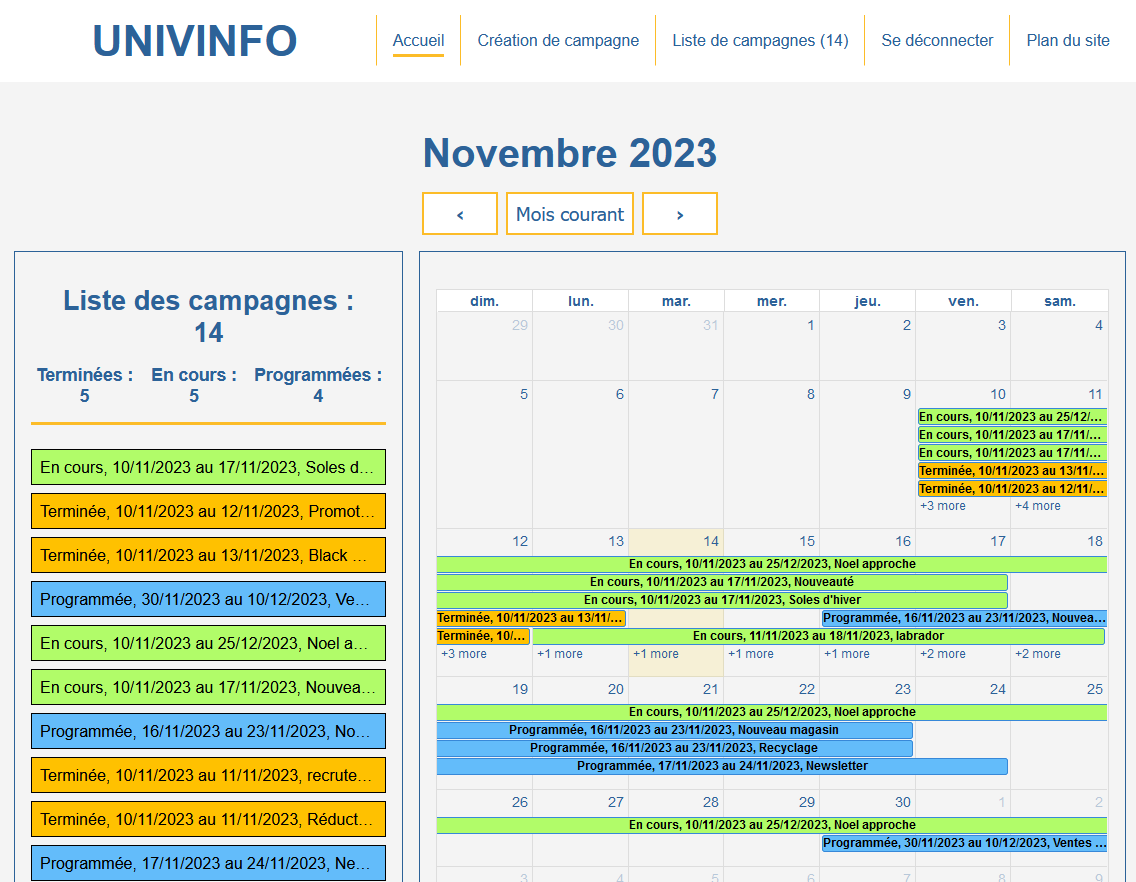 UNIVINFO
Accueil
Création de campagne
Liste de campagnes (14)
Se déconnecter
Plan du site
Novembre 2023
‹
Mois courant
›
Liste des campagnes :
14
Terminées : En cours : Programmées :
5 5 4
En cours, 10/11/2023 au 17/11/2023, Soles d…
Terminée, 10/11/2023 au 12/11/2023, Promot…
Terminée, 10/11/2023 au 13/11/2023, Black …
Programmée, 30/11/2023 au 10/12/2023, Ve…
En cours, 10/11/2023 au 25/12/2023, Noel a…
En cours, 10/11/2023 au 17/11/2023, Nouvea…
Programmée, 16/11/2023 au 23/11/2023, No…
Terminée, 10/11/2023 au 11/11/2023, recrute…
Terminée, 10/11/2023 au 11/11/2023, Réduct…
Programmée, 17/11/2023 au 24/11/2023, Ne…
dim. lun. mar. mer. jeu. ven. sam.
29 30 31 1 2 3 4
5 6 7 8 9 10 11
En cours, 10/11/2023 au 25/12/…
En cours, 10/11/2023 au 17/11/…
En cours, 10/11/2023 au 17/11/…
Terminée, 10/11/2023 au 13/11/…
Terminée, 10/11/2023 au 12/11/…
+3 more +4 more
12 13 14 15 16 17 18
En cours, 10/11/2023 au 25/12/2023, Noel approche
En cours, 10/11/2023 au 17/11/2023, Nouveauté
En cours, 10/11/2023 au 17/11/2023, Soles d'hiver
Terminée, 10/11/2023 au 13/11/… Programmée, 16/11/2023 au 23/11/2023, Nouvea…
Terminée, 10/… En cours, 11/11/2023 au 18/11/2023, labrador
+3 more +1 more +1 more +1 more +1 more +2 more +2 more
19 20 21 22 23 24 25
En cours, 10/11/2023 au 25/12/2023, Noel approche
Programmée, 16/11/2023 au 23/11/2023, Nouveau magasin
Programmée, 16/11/2023 au 23/11/2023, Recyclage
Programmée, 17/11/2023 au 24/11/2023, Newsletter
26 27 28 29 30 1 2
En cours, 10/11/2023 au 25/12/2023, Noel approche
Programmée, 30/11/2023 au 10/12/2023, Ventes …
3 4 5 6 7 8 9